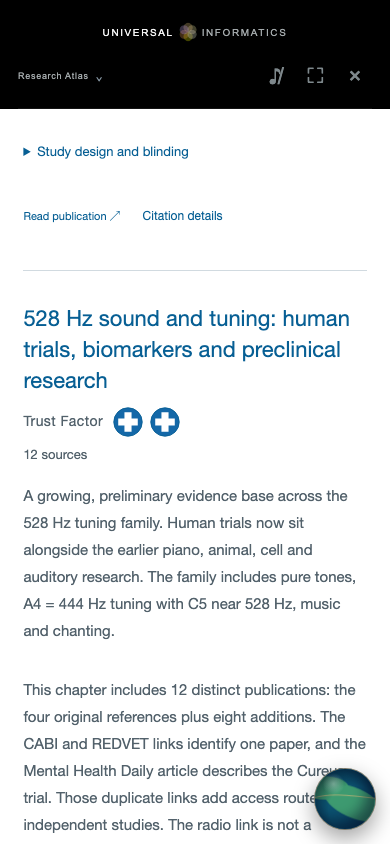 UNIVERSAL INFORMATICS
Research Atlas
Study design and blinding
Read publication Citation details
528 Hz sound and tuning: human
trials, biomarkers and preclinical
research
Trust Factor
12 sources
A growing, preliminary evidence base across the
528 Hz tuning family. Human trials now sit
alongside the earlier piano, animal, cell and
auditory research. The family includes pure tones,
A4 = 444 Hz tuning with C5 near 528 Hz, music
and chanting.
This chapter includes 12 distinct publications: the
four original references plus eight additions. The
CABI and REDVET links identify one paper, and the
Mental Health Daily article describes the
trial. Those duplicate links add access
independent studies. The radio link is not a